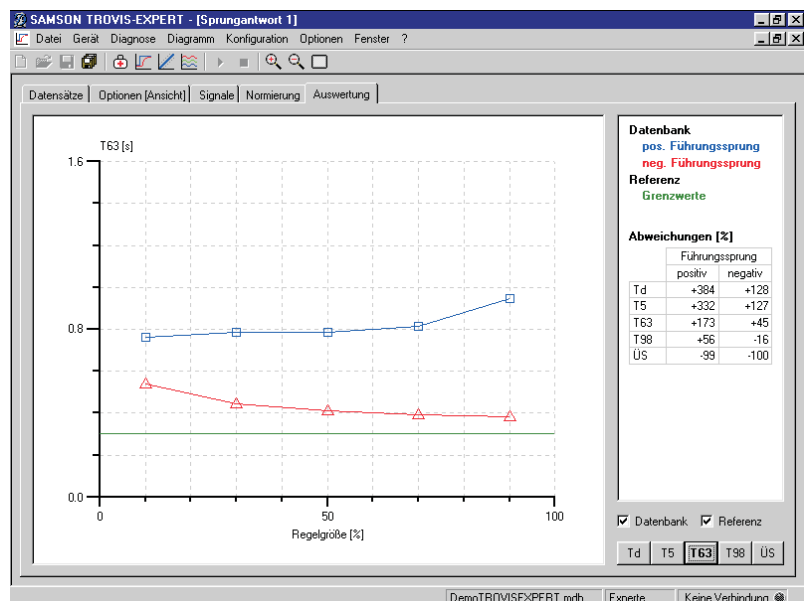 SAMSON TROVIS-EXPERT - [Sprungantwort 1]
Datei Gerät Diagnose Diagramm Konfiguration Optionen Fenster ?
Datensätze Optionen [Ansicht] Signale Normierung Auswertung
T63 [s]
1.6
0.8
0.0
0 50 100
Regelgröße [%]
Datenbank
pos. Führungssprung
neg. Führungssprung
Referenz
Grenzwerte
Abweichungen [%]
Führungssprung
positiv negativ
Td +384 +128
T5 +332 +127
T63 +173 +45
T98 +56 -16
ÜS -99 -100
Datenbank Referenz
Td T5 T63 T98 ÜS
DemoTROVISEXPERT.mdb Experte Keine Verbindung